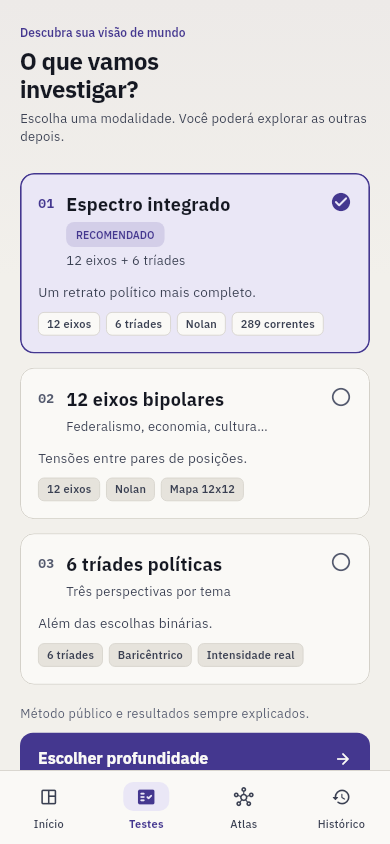 Descubra sua visão de mundo
O que vamos
investigar?
Escolha uma modalidade. Você poderá explorar as outras
depois.
01 Espectro integrado
RECOMENDADO
12 eixos + 6 tríades
Um retrato político mais completo.
12 eixos 6 tríades Nolan 289 correntes
02 12 eixos bipolares
Federalismo, economia, cultura...
Tensões entre pares de posições.
12 eixos Nolan Mapa 12x12
03 6 tríades políticas
Três perspectivas por tema
Além das escolhas binárias.
6 tríades Baricêntrico Intensidade real
Método público e resultados sempre explicados.
Escolher profundidade
Início Testes Atlas Histórico